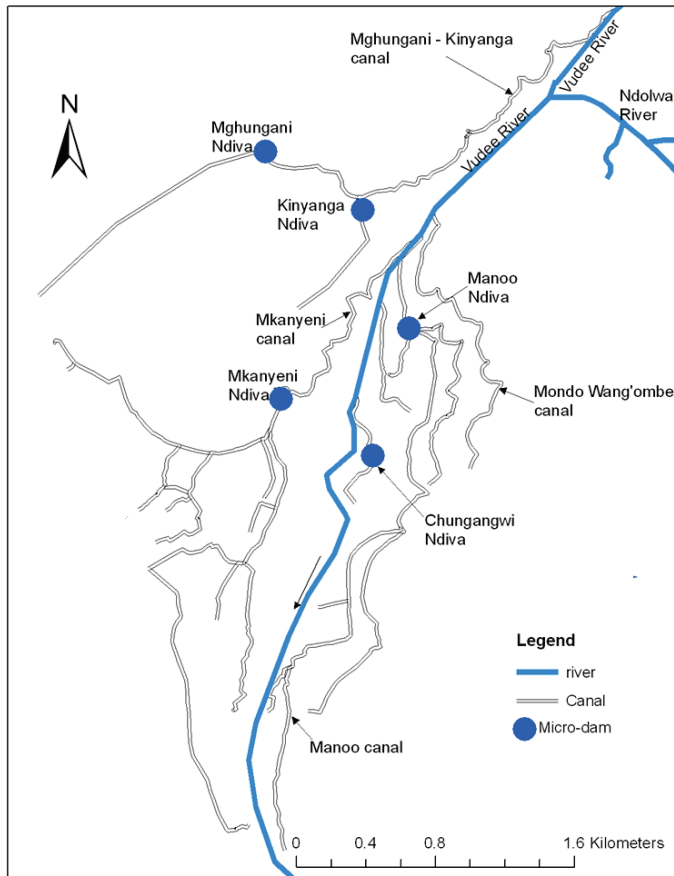 Mghungani - Kinyanga
canal
Vudee River
Ndolwa
River
N
Mghungani
Ndiva
Vudee River
Kinyanga
Ndiva
Manoo
Ndiva
Mkanyeni
canal
Mkanyeni
Ndiva
Mondo Wang'ombe
canal
Chungangwi
Ndiva
Legend
river
Canal
Micro-dam
Manoo canal
0 0.4 0.8 1.6 Kilometers